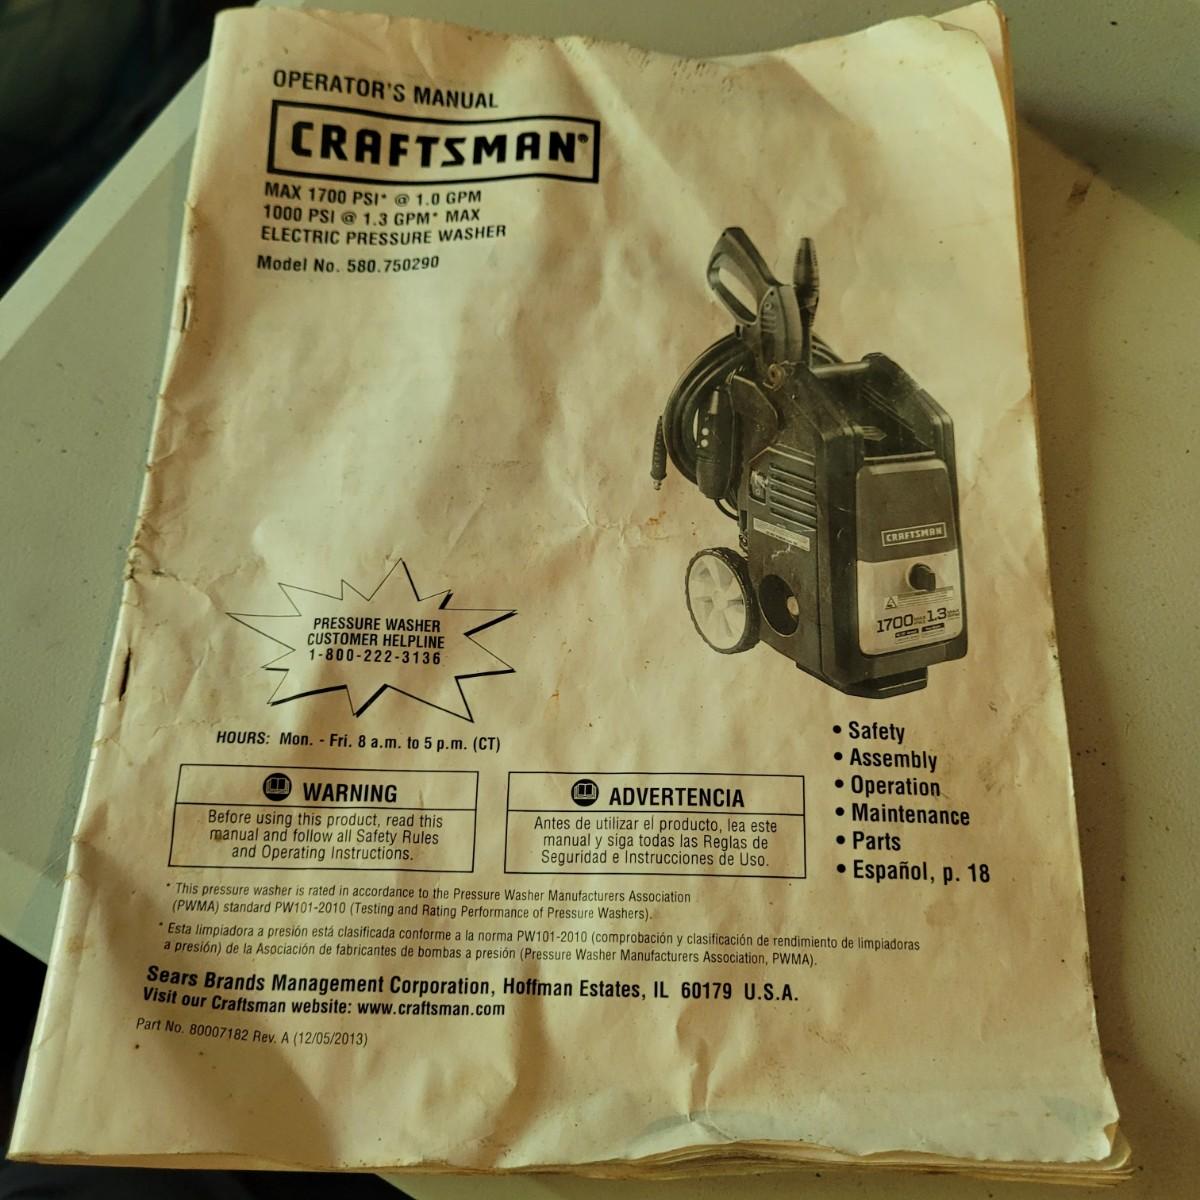 OPERATOR'S MANUAL
CRAFTSMAN®
MAX 1700 PSI* @ 1.0 GPM
1000 PSI @ 1.3 GPM* MAX
ELECTRIC PRESSURE WASHER
Model No. 580.750290
CRAFTSMAN
1700 1.3
PRESSURE WASHER
CUSTOMER HELPLINE
1-800-222-3136
HOURS: Mon. - Fri. 8 a.m. to 5 p.m. (CT)
WARNING
Before using this product, read this
manual and follow all Safety Rules
and Operating Instructions.
ADVERTENCIA
Antes de utilizar el producto, lea este
manual y siga todas las Reglas de
Seguridad e Instrucciones de Uso.
• Safety
• Assembly
• Operation
• Maintenance
• Parts
• Español, p. 18
* This pressure washer is rated in accordance to the Pressure Washer Manufacturers Association
(PWMA) standard PW101-2010 (Testing and Rating Performance of Pressure Washers).
* Esta limpiadora a presión está clasificada conforme a la norma PW101-2010 (comprobación y clasificación de rendimiento de limpiadoras
a presión) de la Asociación de fabricantes de bombas a presión (Pressure Washer Manufacturers Association, PWMA).
Sears Brands Management Corporation, Hoffman Estates, IL 60179 U.S.A.
Visit our Craftsman website: www.craftsman.com
Part No. 80007182 Rev. A (12/05/2013)